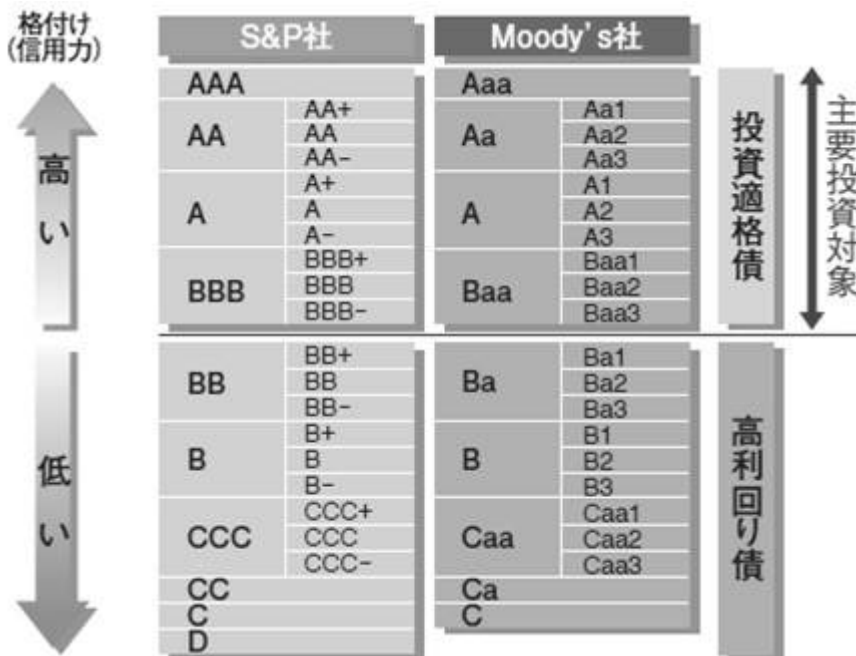 格付け
(信用力)
S&P社
Moody's社
高い
低い
AAA
AA
AA+
AA
AA-
A
A+
A
A-
BBB
BBB+
BBB
BBB-
BB
BB+
BB
BB-
B
B+
B
B-
CCC
CCC+
CCC
CCC-
CC
C
D
Aaa
Aa
Aa1
Aa2
Aa3
A
A1
A2
A3
Baa
Baa1
Baa2
Baa3
Ba
Ba1
Ba2
Ba3
B
B1
B2
B3
Caa
Caa1
Caa2
Caa3
Ca
C
投資適格債
高利回り債
主要投資対象